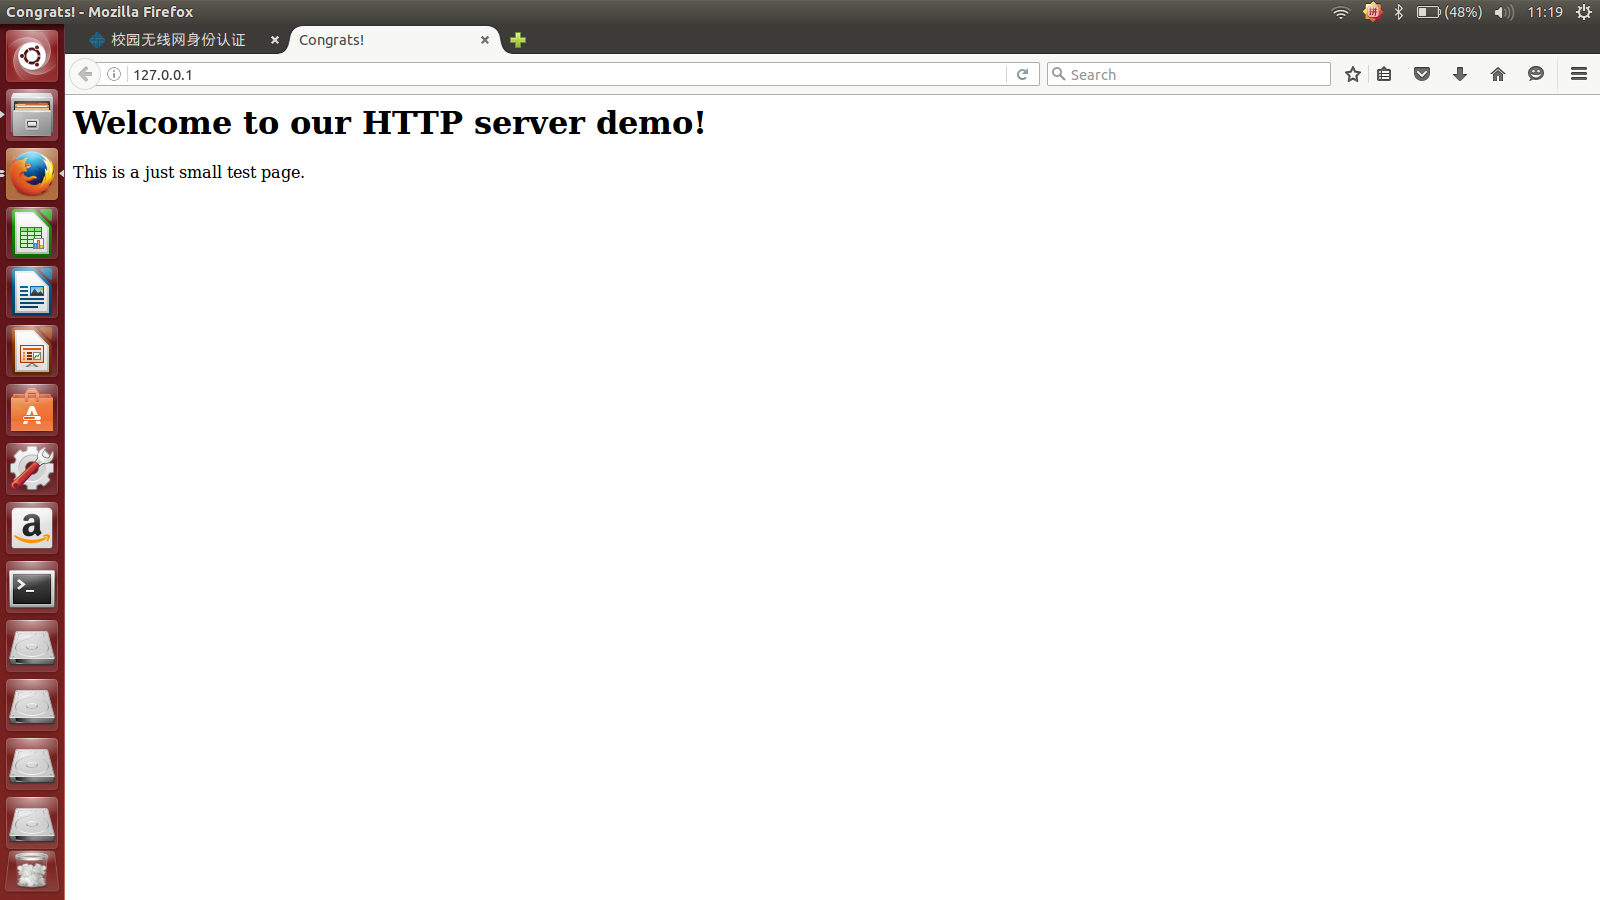 Congrats! - Mozilla Firefox
拼
(48%)
11:19
校园无线网身份认证
Congrats!
127.0.0.1
Search
Welcome to our HTTP server demo!
This is a just small test page.